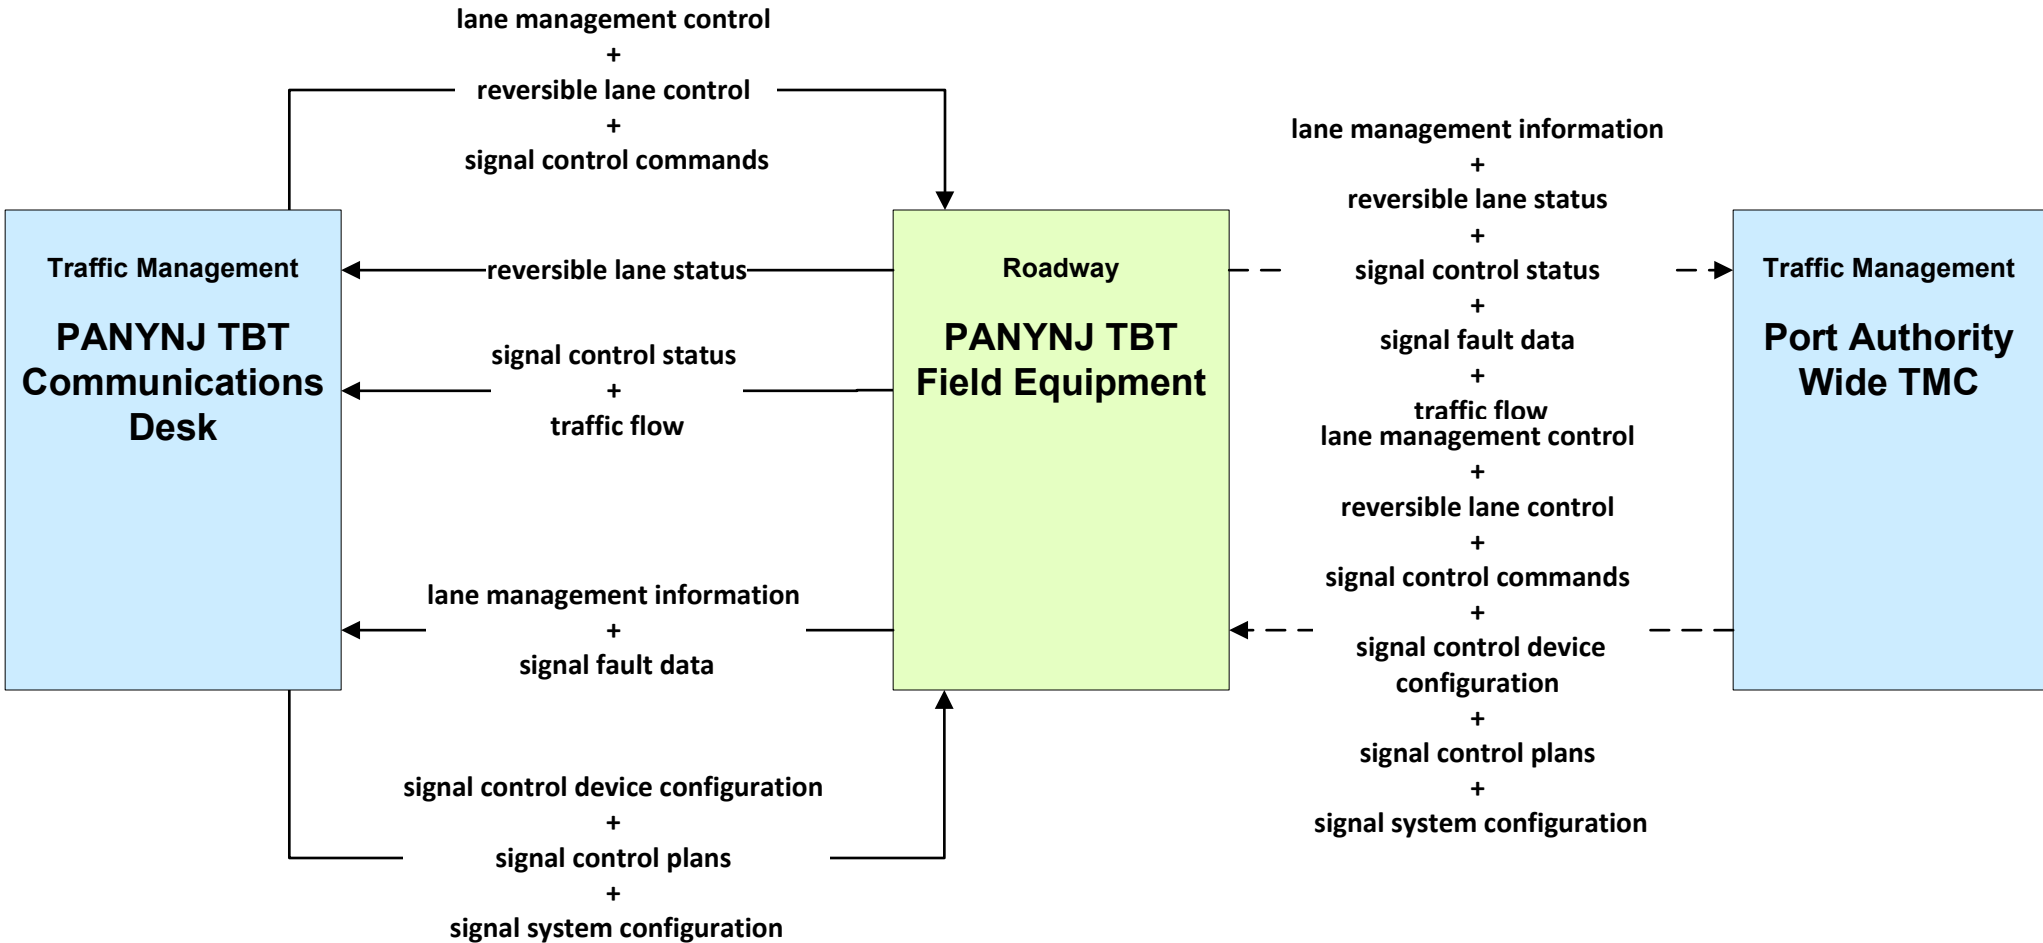 lane management control
+
reversible lane control
+
signal control commands
Traffic Management
PANYNJ TBT
Communications
Desk
reversible lane status
signal control status
+
traffic flow
lane management information
+
signal fault data
signal control device configuration
+
signal control plans
+
signal system configuration
Roadway
PANYNJ TBT
Field Equipment
lane management information
+
reversible lane status
+
signal control status
+
signal fault data
+
traffic flow
lane management control
+
reversible lane control
+
signal control commands
+
signal control device
configuration
+
signal control plans
+
signal system configuration
Traffic Management
Port Authority
Wide TMC